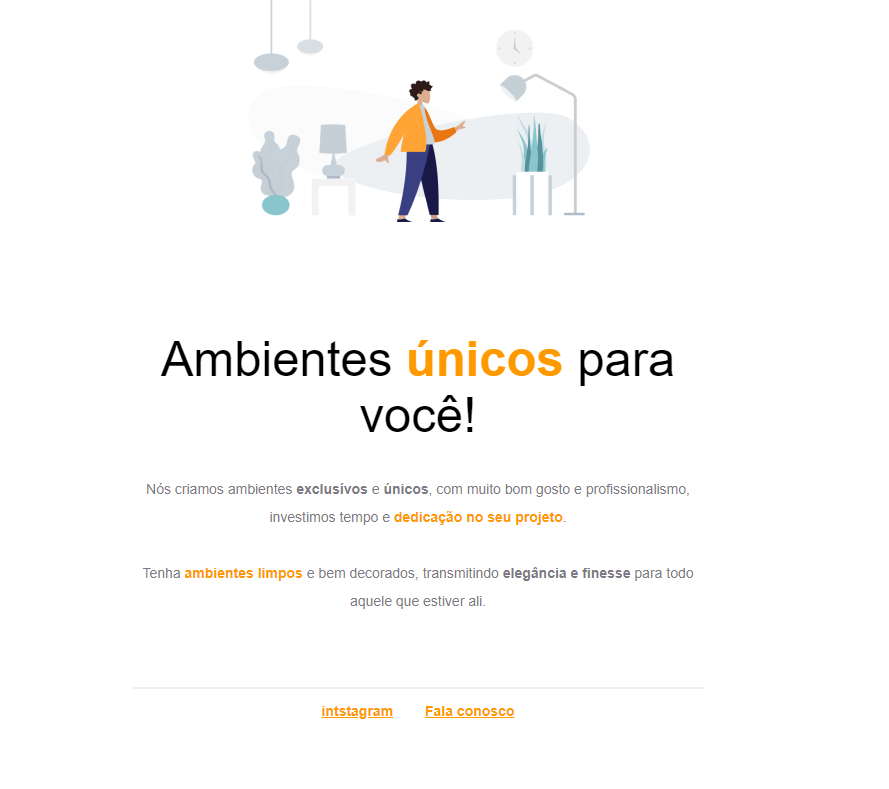 Ambientes únicos para
você!
Nós criamos ambientes exclusívos e únicos, com muito bom gosto e profissionalismo,
investimos tempo e dedicação no seu projeto.
Tenha ambientes limpos e bem decorados, transmitindo elegância e finesse para todo
aquele que estiver ali.
intstagram Fala conosco